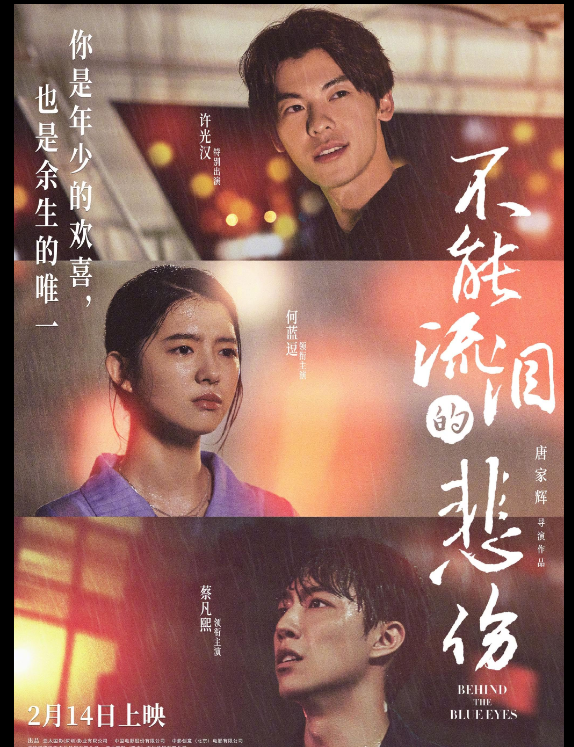 你是年少的欢喜，
也是余生的唯一
许光汉
特别出演
何蓝逗
领衔主演
蔡凡熙
领衔主演
不能流泪的悲伤
唐家辉
导演作品
BEHIND
THE
BLUE EYES
2月14日上映